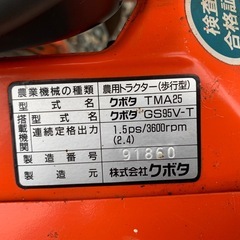 検査合格
農業機械の種類 農用トラクター(歩行型)
型式名 クボタ TMA25
搭載機関 型式名 クボタ GS95V-T
連続定格出力 1.5ps/3600rpm
(2.4)
製造番号 91860
製造元 株式会社クボタ